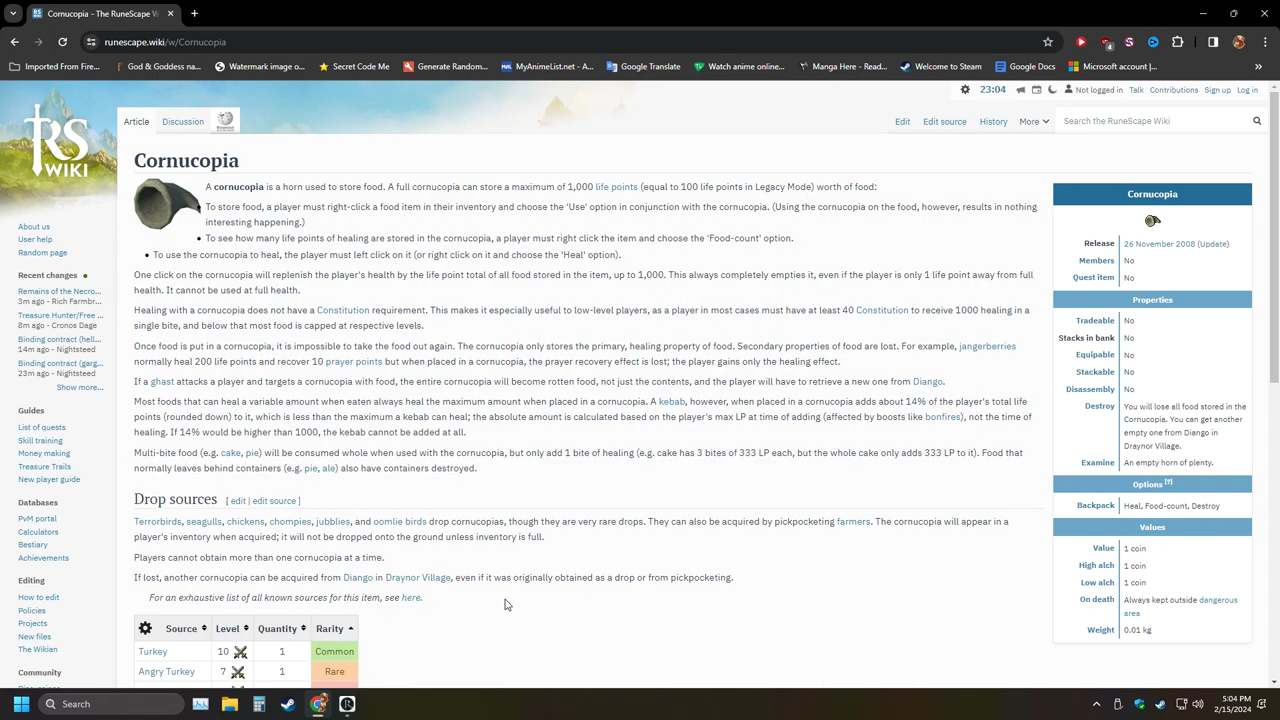 Cornucopia - The RuneScape Wi
runescape.wiki/w/Cornucopia
4
Imported From Google
God & Goddess na...
Watermark image o...
Secret Code Me
Generate Random...
MyAnimeList.net - A...
Google Translate
Watch anime online...
Manga Here - Read...
Welcome to Steam
Google Docs
Microsoft account |...
23:04
Not logged in
Talk
Contributions
Sign up
Log in
RS
WIKI
Article
Discussion
Edit
Edit source
History
More
Search the RuneScape Wiki
Cornucopia
A cornucopia is a horn used to store food. A full cornucopia can store a maximum of 1,000 life points (equal to 100 life points in Legacy Mode) worth of food:
To store food, a player must right-click a food item in their inventory and choose the 'Use' option in conjunction with the cornucopia. (Using the cornucopia on the food, however, results in nothing
interesting happening.)
• To see how many life points of healing are stored in the cornucopia, a player must right click the item and choose the 'Food-count' option.
• To use the cornucopia to heal, the player must left click on it (or right click on it and choose the 'Heal' option).
One click on the cornucopia will replenish the player's health by the life point total of all food stored in the item, up to 1,000. This always completely empties it, even if the player is only 1 life point away from full
health. It cannot be used at full health.
Healing with a cornucopia does not have a Constitution requirement. This makes it especially useful to low-level players, as a player in most cases must have at least 40 Constitution to receive 1000 healing in a
single bite, and below that most food is capped at respective levels.
Once food is put in a cornucopia, it is impossible to take the food out again. The cornucopia only stores the primary, healing property of food. Secondary properties of food are lost. For example, jangerberries
normally heal 200 life points and recover 10 prayer points but when placed in a cornucopia, the prayer recovery effect is lost; the player gains only the healing effect.
If a ghast attacks a player and targets a cornucopia with food, the entire cornucopia will become rotten food, not just the contents, and the player will have to retrieve a new one from Diango.
Most foods that can heal a variable amount when eaten always heal the maximum amount when placed in a cornucopia. A kebab, however, when placed in a cornucopia adds about 14% of the player's total life
points (rounded down) to it, which is less than the maximum a kebab can heal; the absolute amount is calculated based on the player's max LP at time of adding (affected by boosts like bonfires), not the time of
healing. If 14% would be higher than 1000, the kebab cannot be added at all.
Multi-bite food (e.g. cake, pie) will be consumed whole when used with the cornucopia, but only add 1 bite of healing (e.g. cake has 3 bites of 333 LP each, but the whole cake only adds 333 LP to it). Food that
normally leaves behind containers (e.g. pie, ale) also have containers destroyed.
Drop sources [ edit | edit source ]
Terrorbirds, seagulls, chickens, chompies, jubblies, and oomlie birds drop cornucopias, though they are very rare drops. They can also be acquired by pickpocketing farmers. The cornucopia will appear in a
player's inventory when acquired; it will not be dropped onto the ground unless inventory is full.
Players cannot obtain more than one cornucopia at a time.
If lost, another cornucopia can be acquired from Diango in Draynor Village, even if it was originally obtained as a drop or from pickpocketing.
For an exhaustive list of all known sources for this item, see here.
Source Level Quantity Rarity
Turkey 10 1 Common
Angry Turkey 7 1 Rare
Cornucopia
Release 26 November 2008 (Update)
Members No
Quest item No
Properties
Tradeable No
Stacks in bank No
Equipable No
Stackable No
Disassembly No
Destroy You will lose all food stored in the
Cornucopia. You can get another
empty one from Diango in
Draynor Village.
Examine An empty horn of plenty.
Options [?]
Backpack Heal, Food-count, Destroy
Values
Value 1 coin
High alch 1 coin
Low alch 1 coin
On death Always kept outside dangerous
area
Weight 0.01 kg
About us
User help
Random page
Recent changes
Remains of the Necro...
3m ago - Rich Farmbr...
Treasure Hunter/Free ...
8m ago - Cronos Dage
Binding contract (hell...
14m ago - Nightsteed
Binding contract (garg...
23m ago - Nightsteed
Show more...
Guides
List of quests
Skill training
Money making
Treasure Trails
New player guide
Databases
PvM portal
Calculators
Bestiary
Achievements
Editing
How to edit
Policies
Projects
New files
The Wikian
Community
Search
5:04 PM
2/15/2024